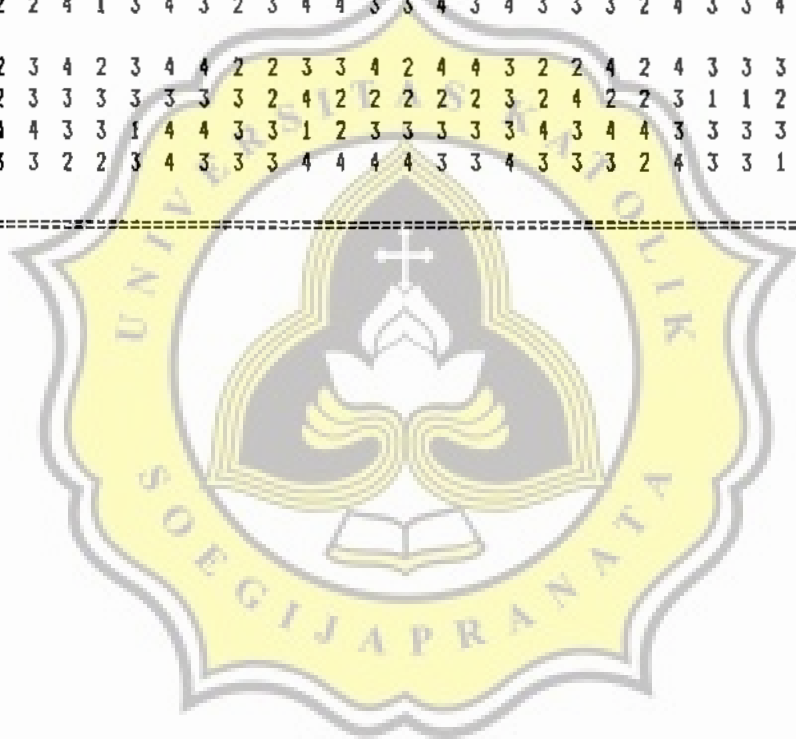 2 2 4 1 3 4 3 2 3 4 4 3 3 4 3 4 3 3 3 2 4 3 3 4
2 3 4 2 3 4 4 2 2 3 3 4 2 4 4 3 2 2 4 2 4 3 3 3
2 3 3 3 3 3 3 3 2 4 2 2 2 2 2 3 2 4 2 2 3 1 1 2
4 3 3 1 4 4 3 3 1 2 3 3 3 3 3 4 3 4 4 3 3 3 3
3 3 2 2 3 4 3 3 3 4 4 4 4 3 3 4 3 3 3 2 4 3 3 1
UNIVERSITAS KATOLIK
SOEGIJAPRANATA